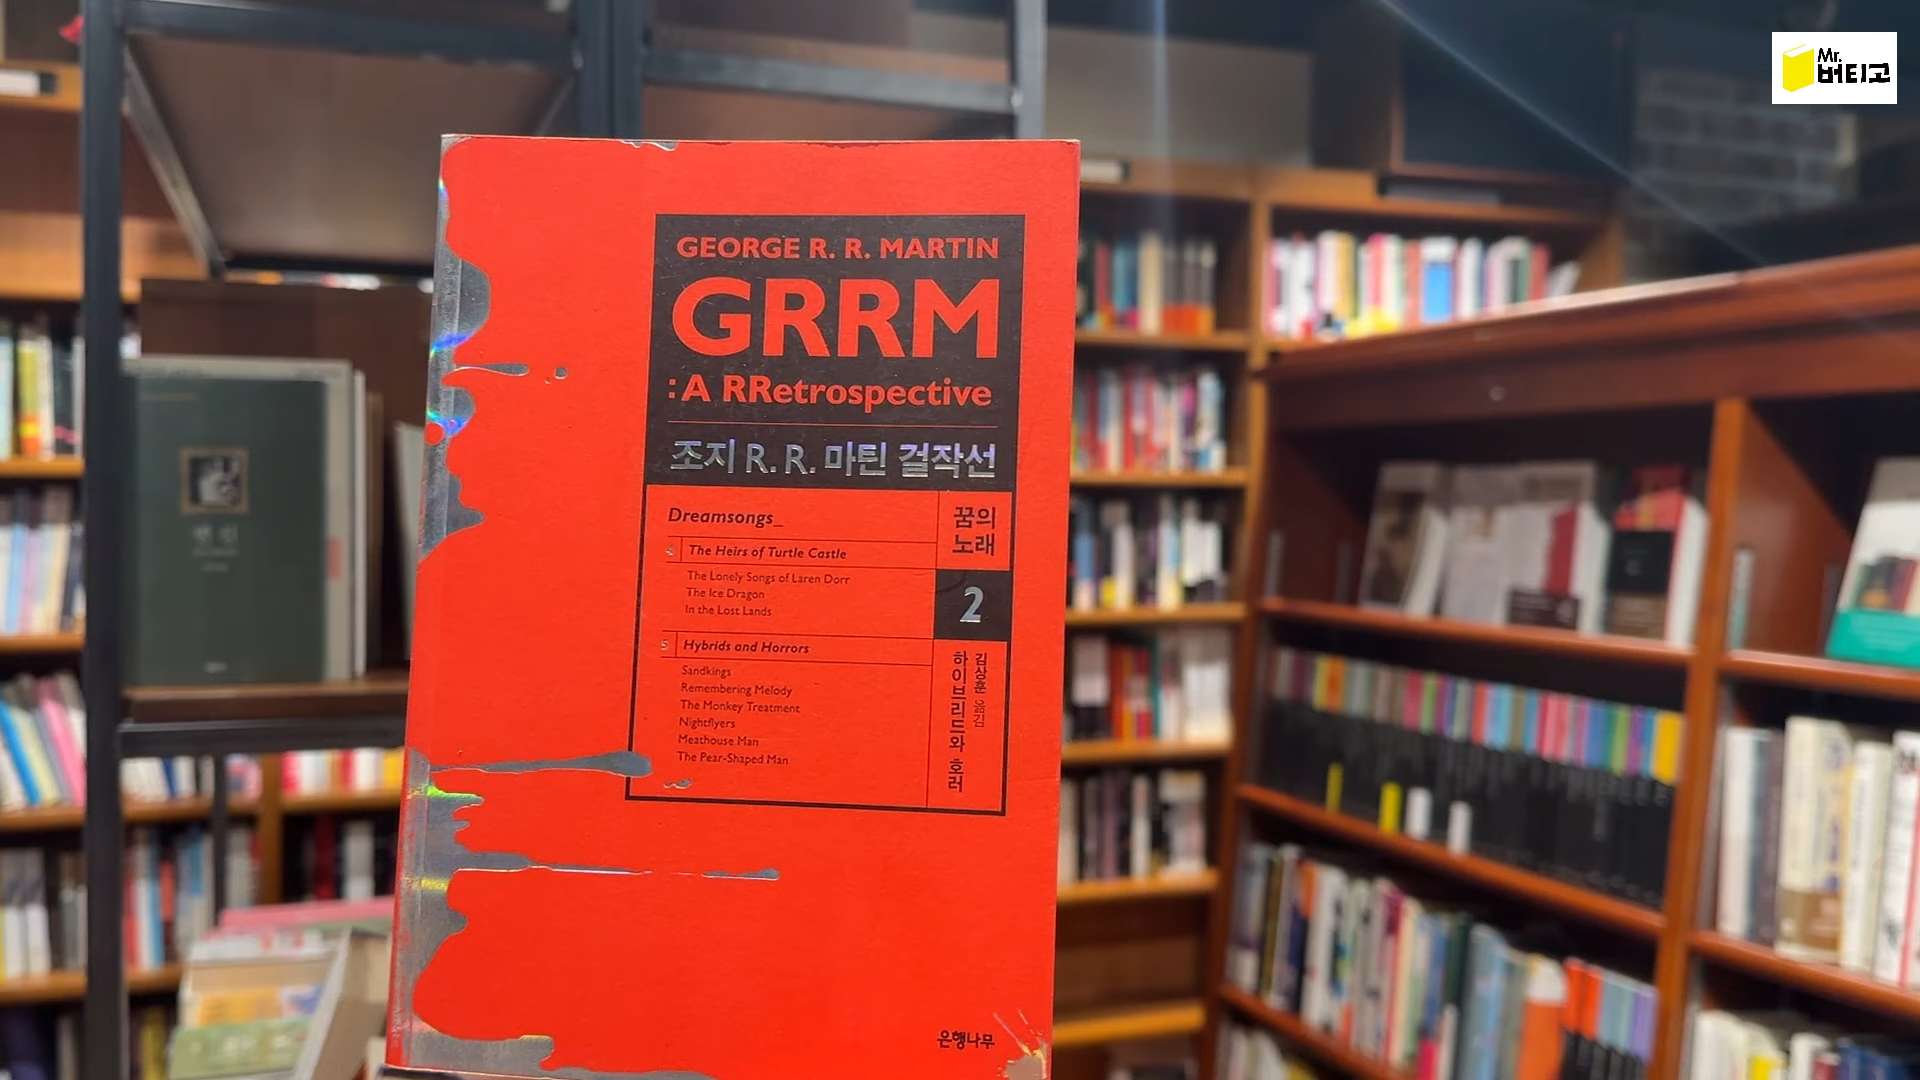 Mr.
버티고
GEORGE R. R. MARTIN
GRRM
: A RRetrospective
조지 R. R. 마틴 걸작선
Dreamsongs_
꿈의
노래
4 The Heirs of Turtle Castle
The Lonely Songs of Laren Dorr
The Ice Dragon
In the Lost Lands
2
5 Hybrids and Horrors
Sandkings
Remembering Melody
The Monkey Treatment
Nightflyers
Meathouse Man
The Pear-Shaped Man
하이브리드와 호러
김상훈 옮김
은행나무